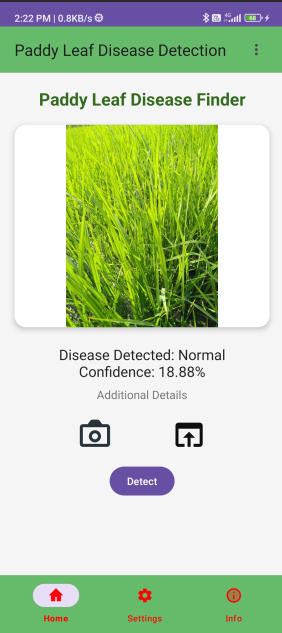 2:22 PM | 0.8KB/s
4G
Paddy Leaf Disease Detection
Paddy Leaf Disease Finder
Disease Detected: Normal
Confidence: 18.88%
Additional Details
Detect
Home Settings Info